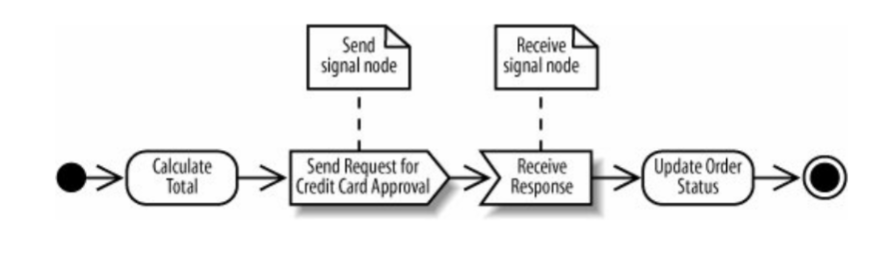 Send
signal node
Receive
signal node
Calculate
Total
Send Request for
Credit Card Approval
Receive
Response
Update Order
Status